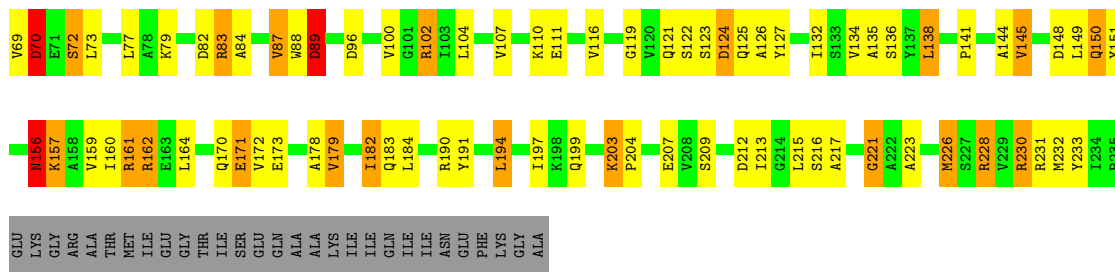 V69 D70 E71 S72 L73 L77 A78 K79 D82 R83 A84 V87 W88 D89 D96 V100 G101 R102 I103 L104 V107 K110 E111 V116 G119 V120 Q121 S122 S123 D124 Q125 A126 Y127 I132 S133 V134 A135 S136 Y137 L138 P141 A144 V145 D148 L149 Q150 Y151
N156 K157 A158 V159 I160 R161 R162 E163 L164 Q170 E171 V172 E173 A178 V179 I182 Q183 L184 R190 Y191 L194 I197 K198 Q199 K203 P204 E207 V208 S209 D212 I213 G214 L215 S216 A217 G221 A222 A223 M226 S227 R228 V229 R230 R231 M232 Y233 I234
GLU LYS GLY ARG ALA THR MET ILE GLU GLY THR ILE SER GLU GLN ALA ALA LYS ILE ILE GLN ILE ILE ASN GLU PHE LYS GLY ALA